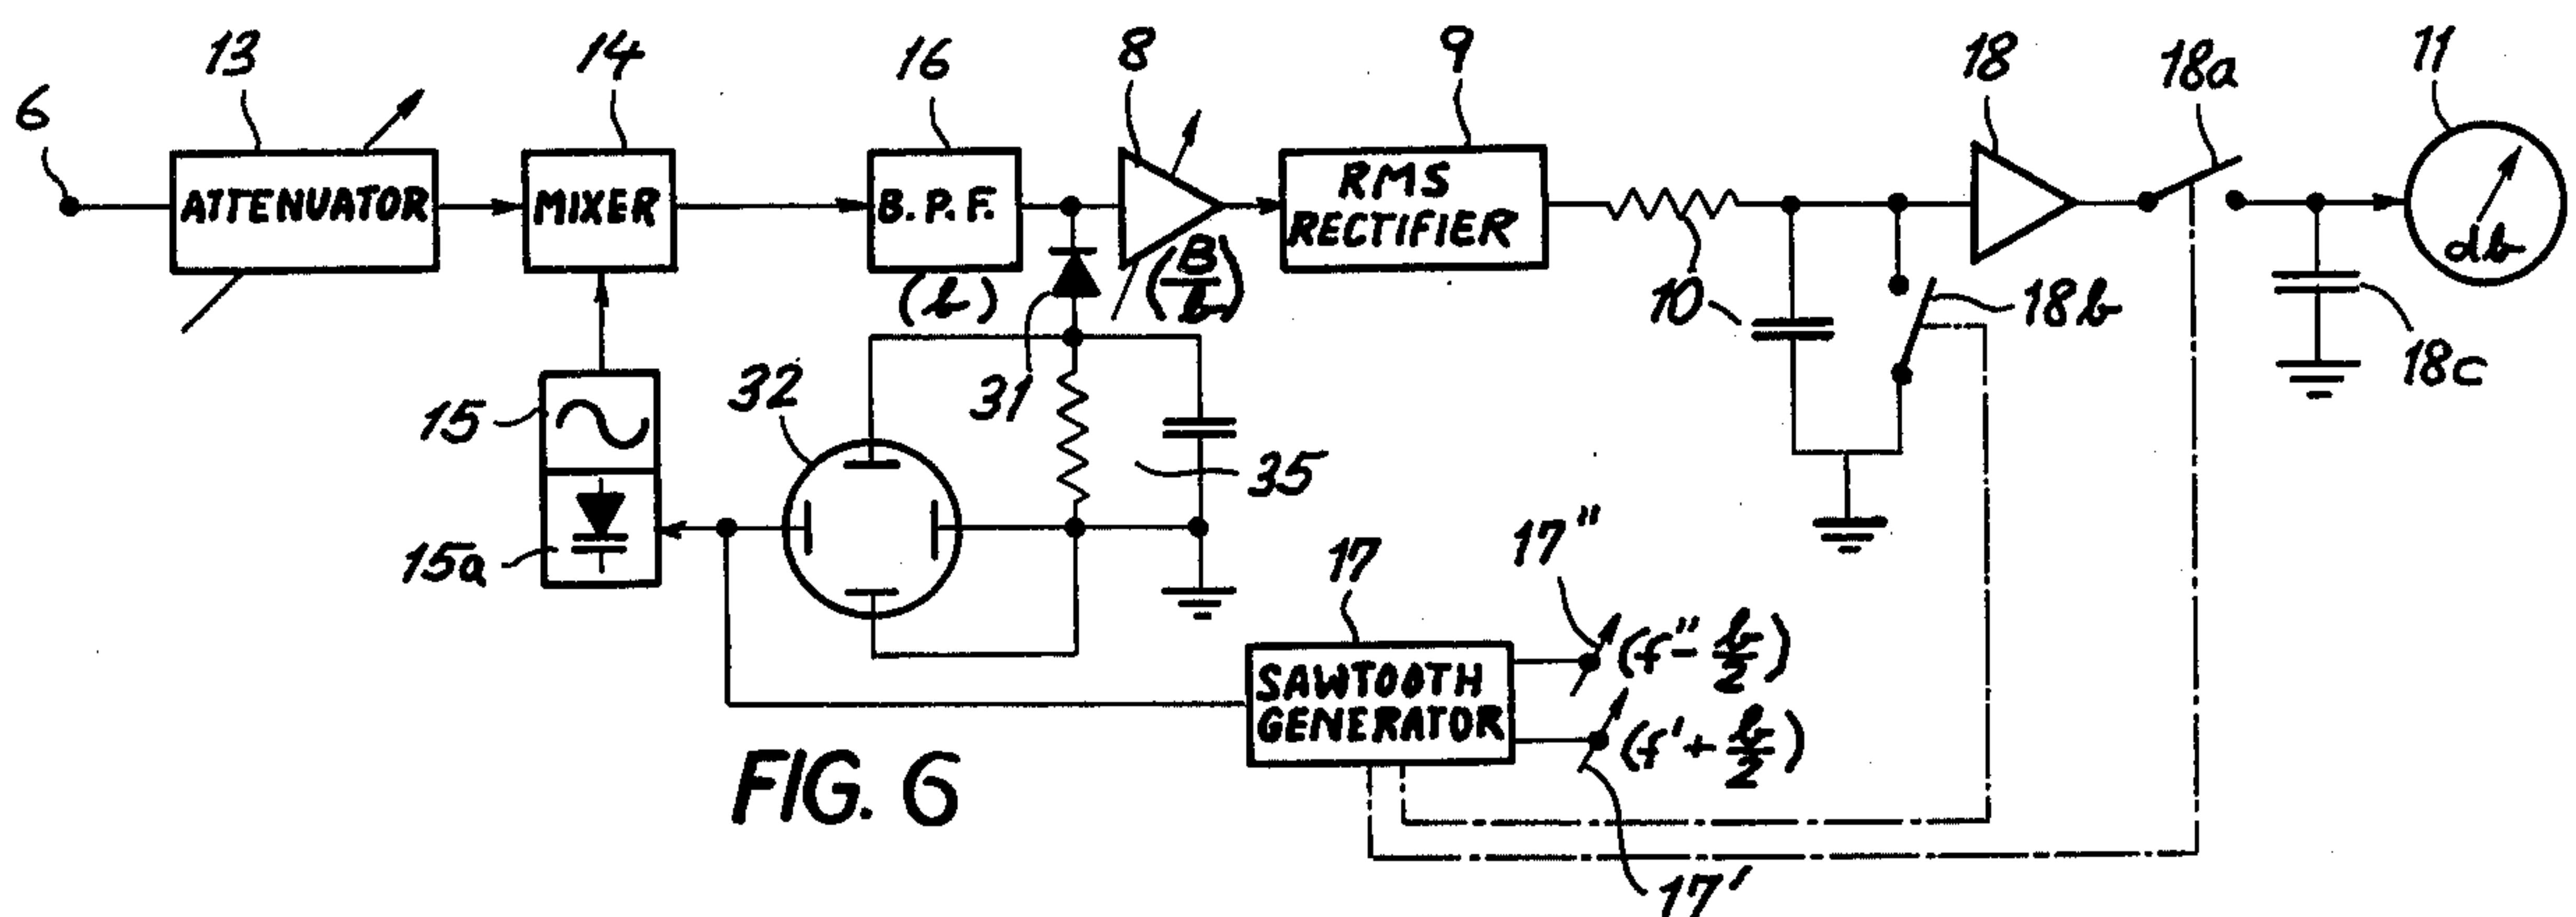 6
13
14
16
8
9
18
18a
11
ATTENUATOR
MIXER
B. P. F.
(b)
(B/b)
RMS
RECTIFIER
db
10
18b
18c
15
15a
32
31
35
17
17"
SAWTOOTH
GENERATOR
(f"- b/2)
(f'+ b/2)
17'
FIG. 6